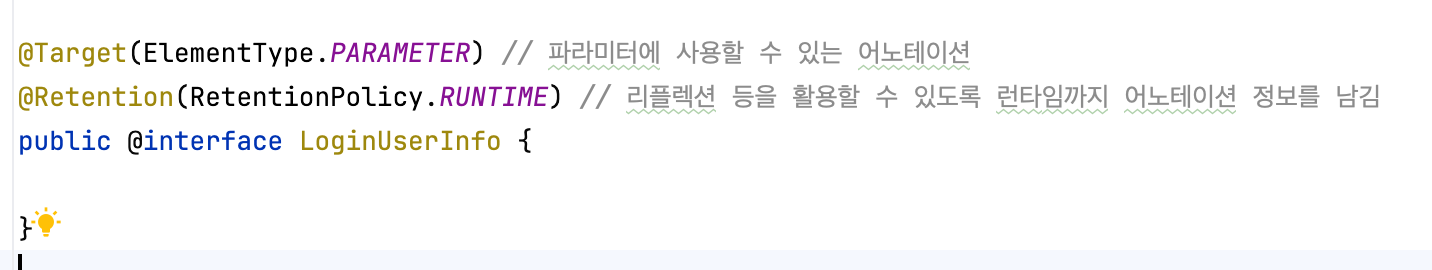 @Target(ElementType.PARAMETER) // 파라미터에 사용할 수 있는 어노테이션
@Retention(RetentionPolicy.RUNTIME) // 리플렉션 등을 활용할 수 있도록 런타임까지 어노테이션 정보를 남김
public @interface LoginUserInfo {
}